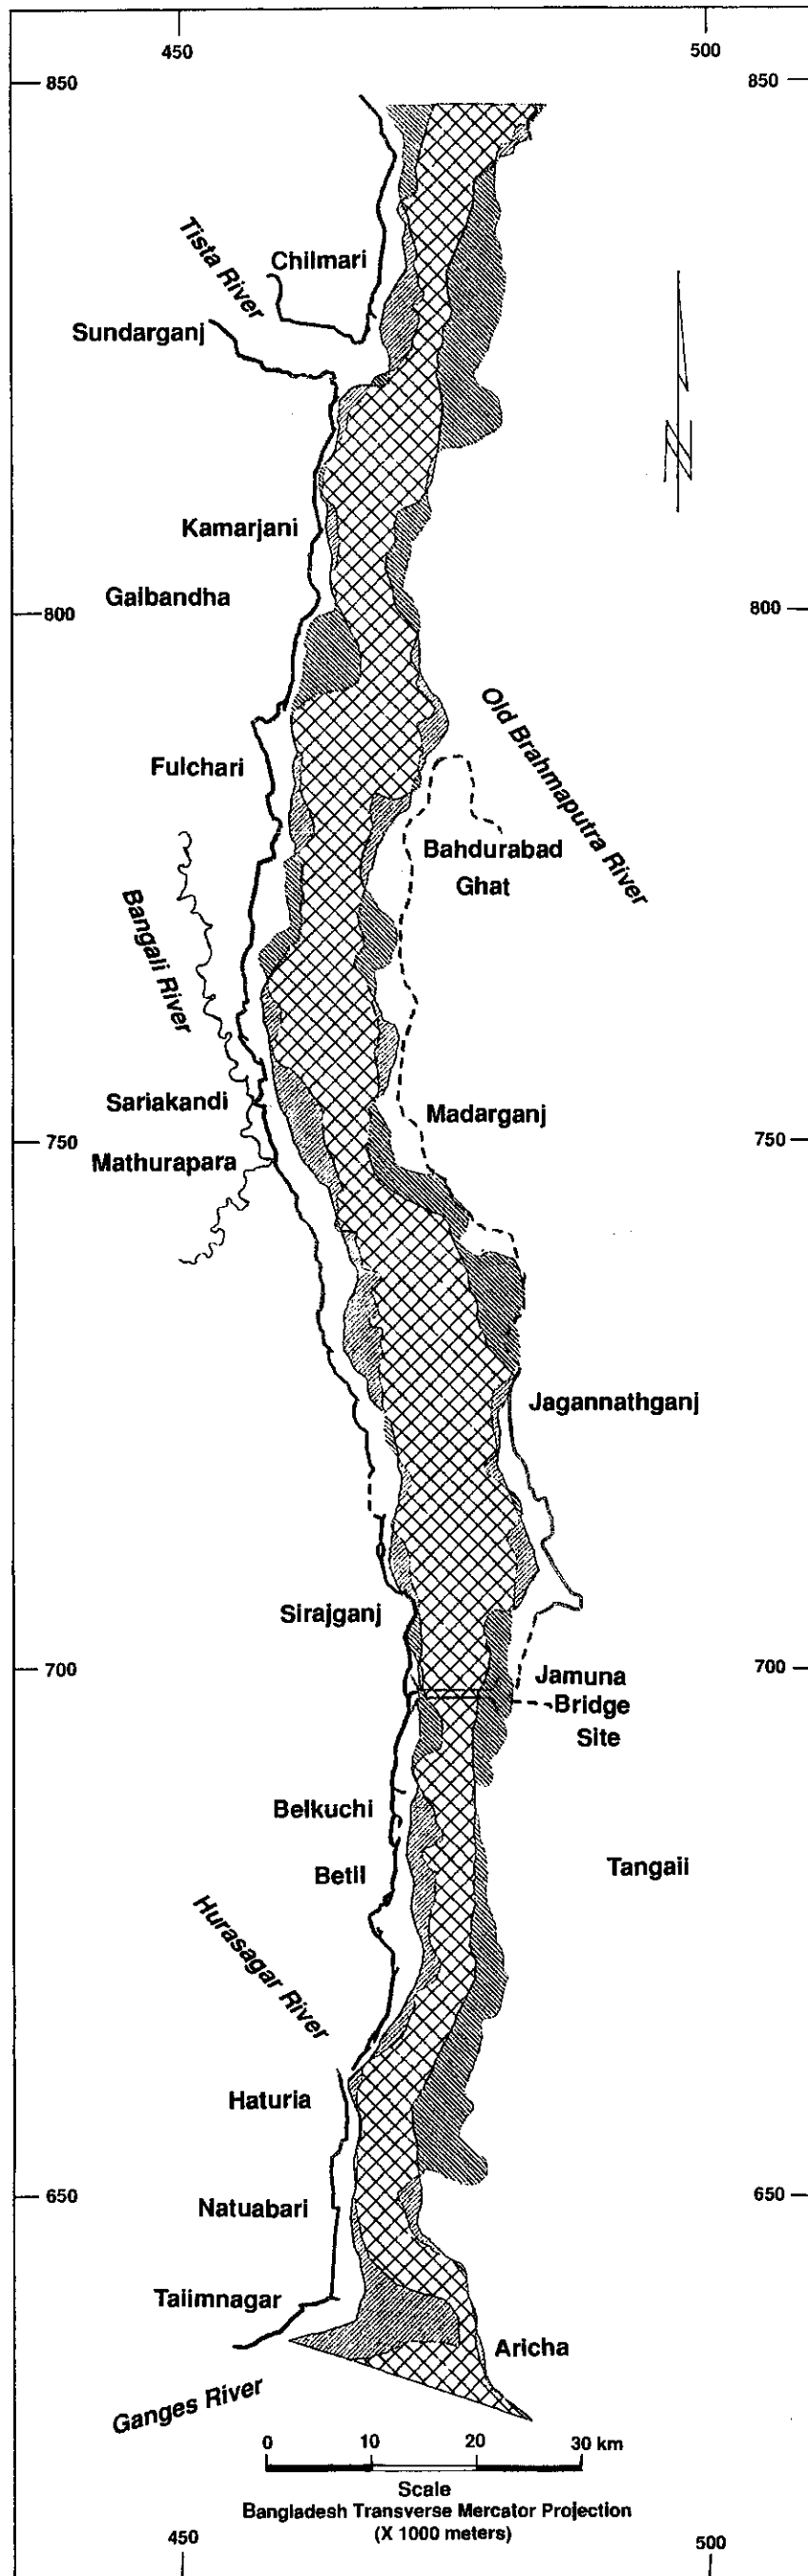 450
500
850
850
Tista River
Chilmari
Sundarganj
Kamarjani
Gaibandha
800
800
Old Brahmaputra River
Fulchari
Bahdurabad
Ghat
Bangali River
Sariakandi
Madarganj
750
750
Mathurapara
Jagannathganj
Sirajganj
700
700
Jamuna
Bridge
Site
Belkuchi
Betil
Tangaii
Hurasagar River
Haturia
650
650
Natuabari
Taiimnagar
Aricha
Ganges River
0 10 20 30 km
Scale
Bangladesh Transverse Mercator Projection
(X 1000 meters)
450
500